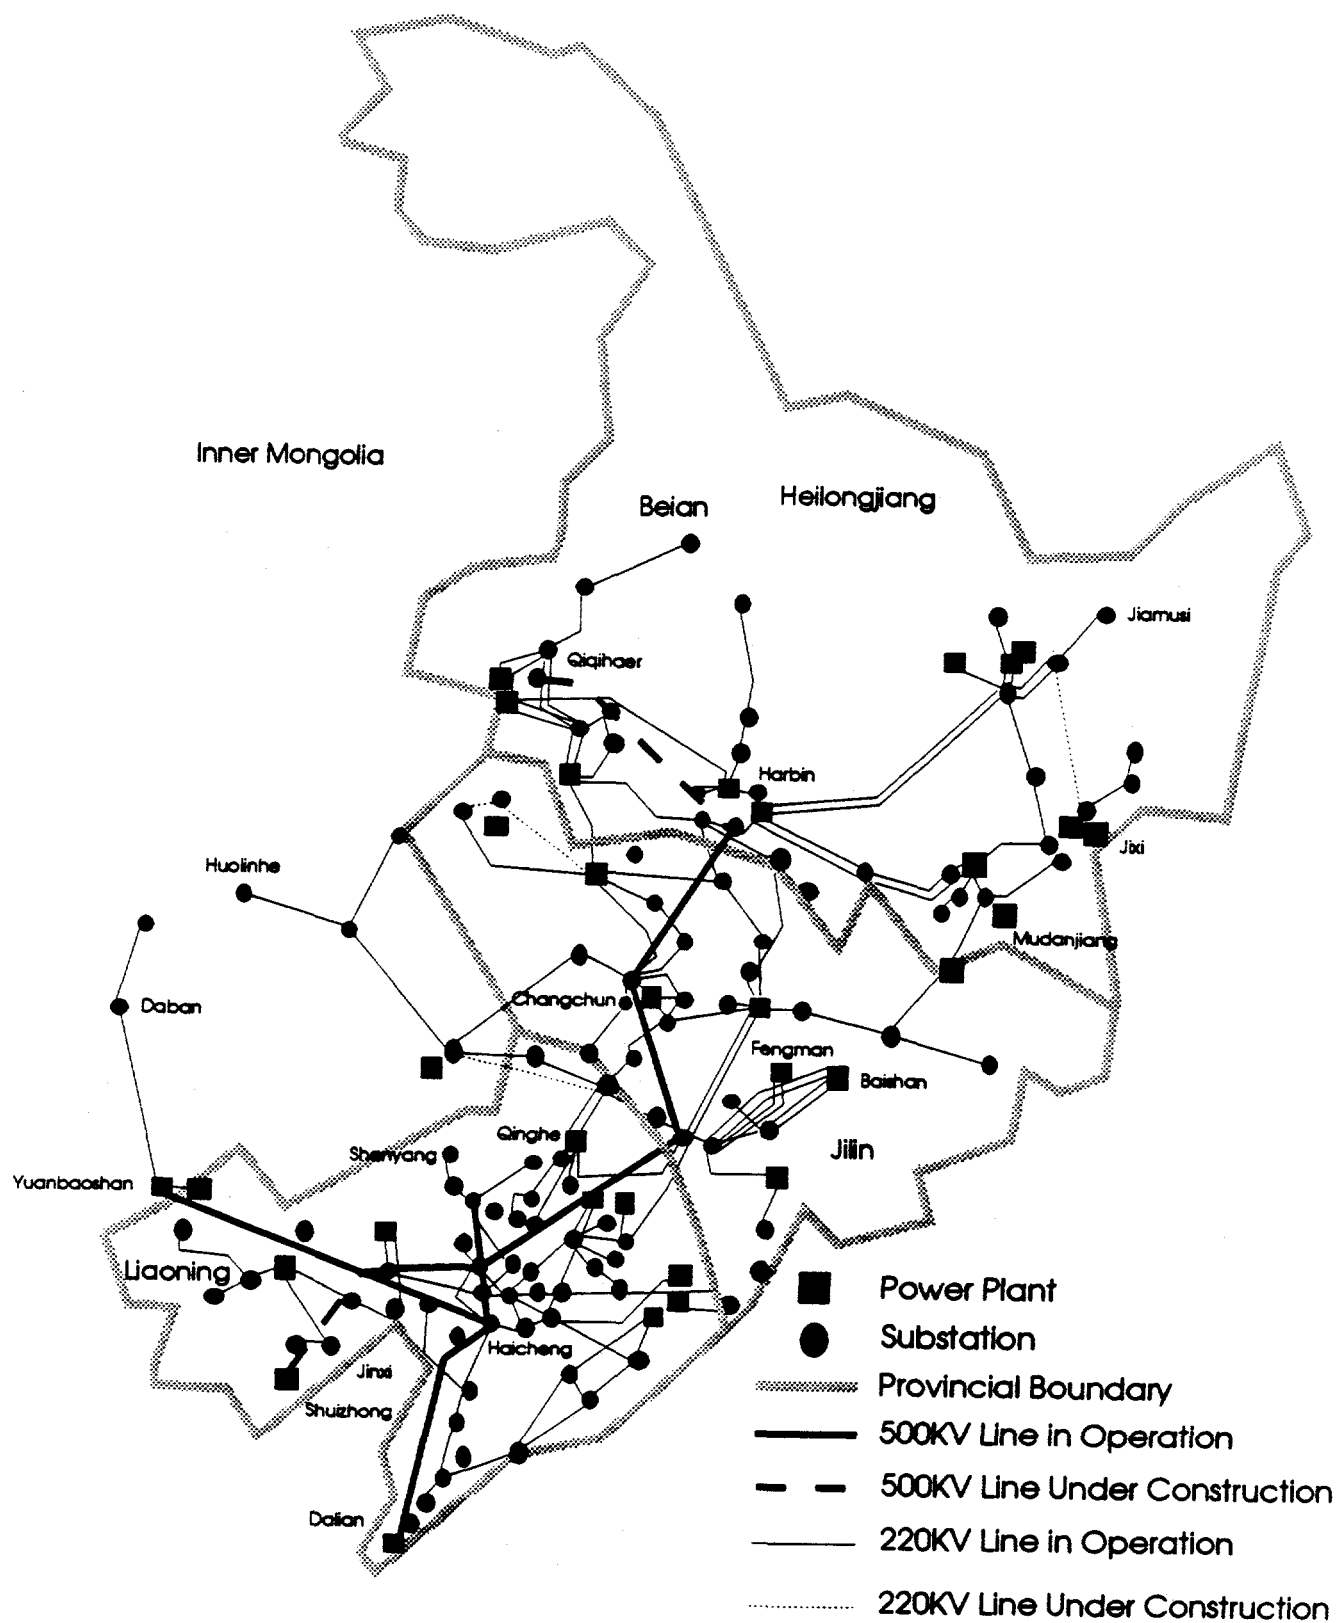 Inner Mongolia
Beian
Heilongjiang
Jiamusi
Qiqihaer
Harbin
Jixi
Huolinhe
Mudanjiang
Changchun
Daban
Fengman
Baishan
Qinghe
Jilin
Shenyang
Yuanbaoshan
Liaoning
Haicheng
Jinxi
Shuizhong
Dalian
Power Plant
Substation
Provincial Boundary
500KV Line in Operation
500KV Line Under Construction
220KV Line in Operation
220KV Line Under Construction